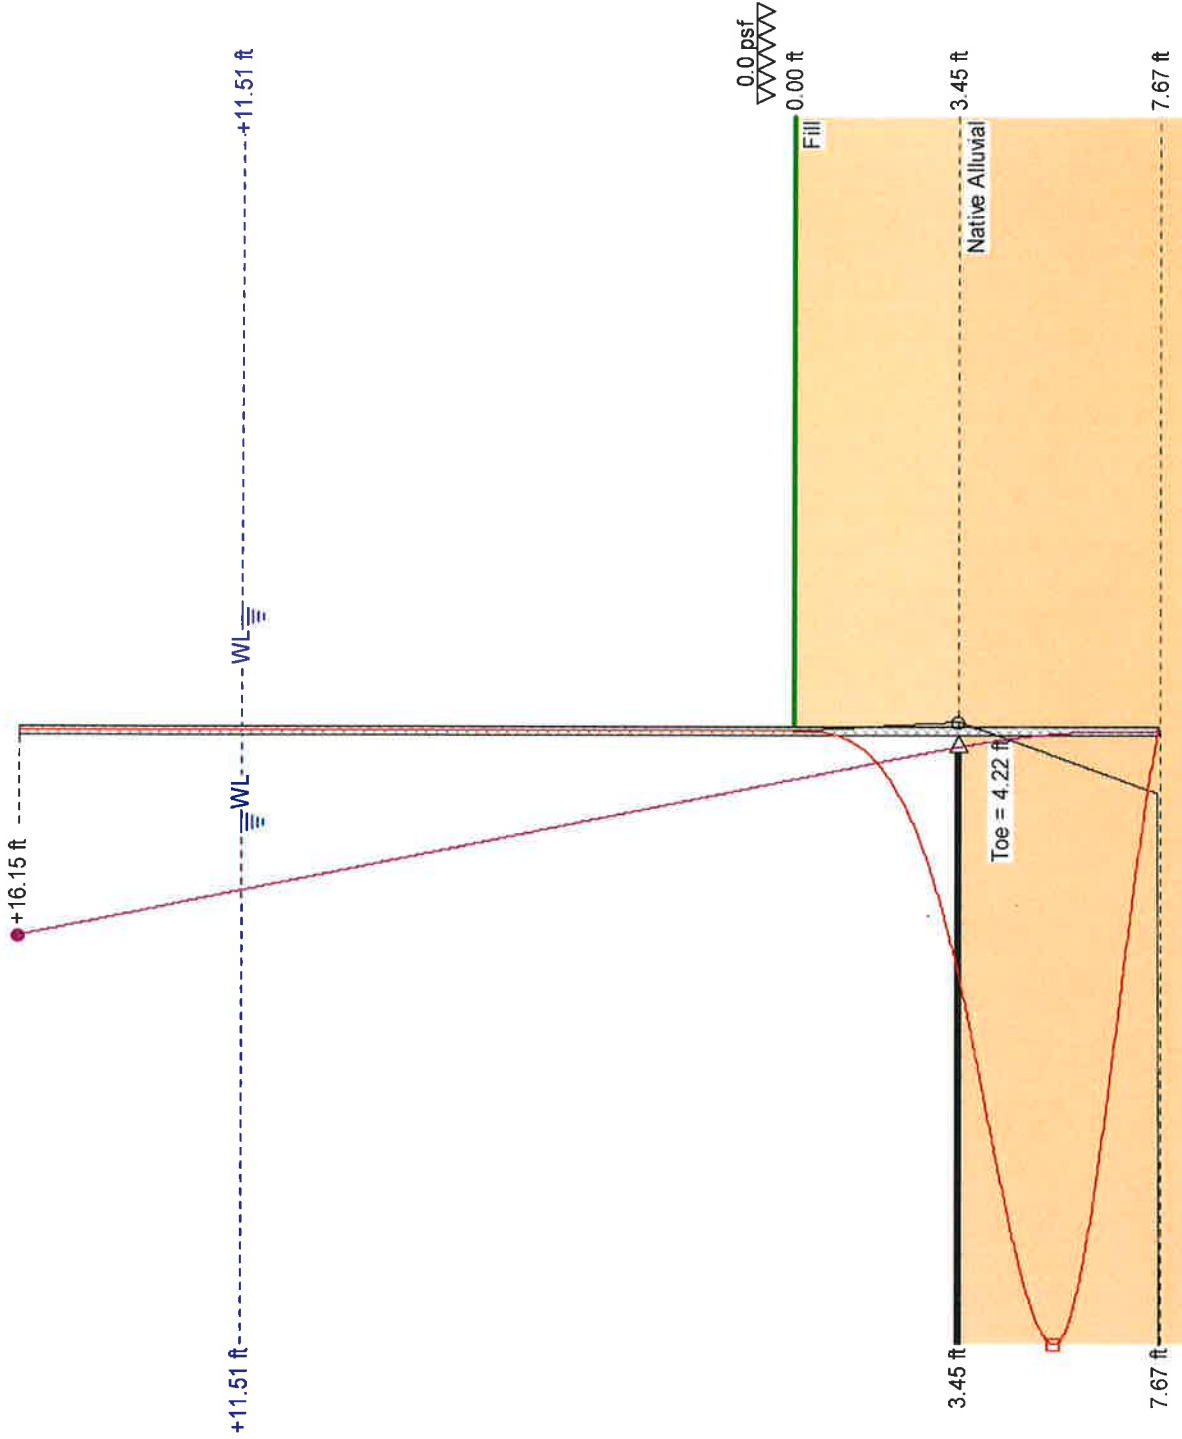 +16.15 ft
+11.51 ft
WL
WL
+11.51 ft
0.0 psf
0.00 ft
Fill
3.45 ft
3.45 ft
Native Alluvial
Toe = 4.22 ft
7.67 ft
7.67 ft